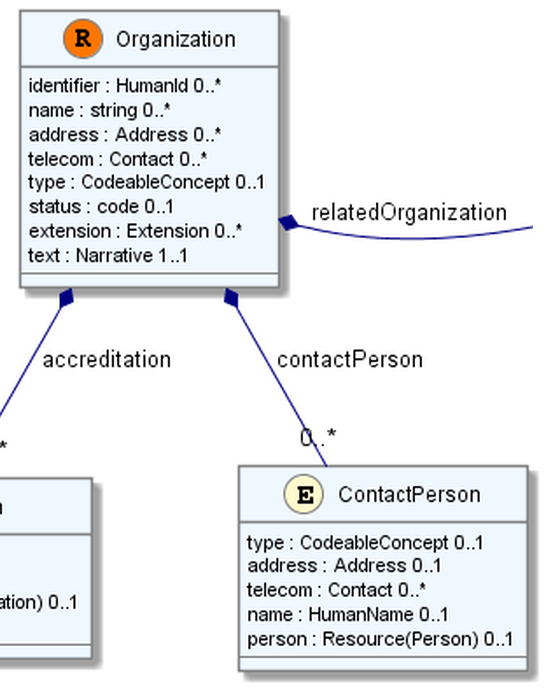 R Organization
identifier : HumanId 0..*
name : string 0..*
address : Address 0..*
telecom : Contact 0..*
type : CodeableConcept 0..1
status : code 0..1
extension : Extension 0..*
text : Narrative 1..1
relatedOrganization
accreditation
contactPerson
*
0..*
E ContactPerson
type : CodeableConcept 0..1
address : Address 0..1
telecom : Contact 0..*
name : HumanName 0..1
person : Resource(Person) 0..1
ation) 0..1